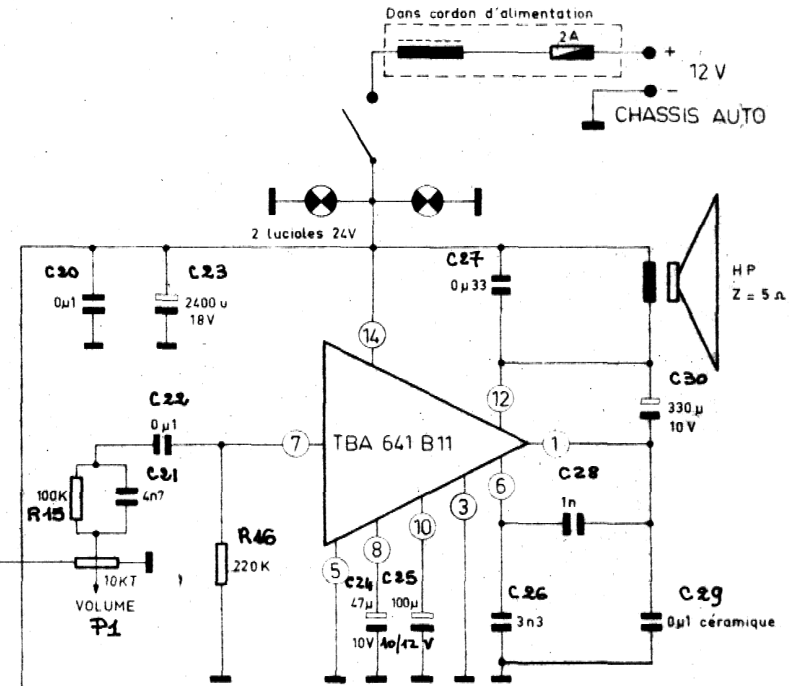 Dans cordon d'alimentation
2A
+
12 V
−
CHASSIS AUTO
2 lucioles 24V
C20
0µ1
C23
2400 u
18V
C27
0µ33
HP
Z = 5 Ω
14
12
C30
330µ
10V
C22
0µ1
7
TBA 641 B11
1
C21
4n7
100K
R15
C28
1n
6
3
10
8
5
R16
220K
10KT
VOLUME
P1
C24
47µ
10V
C25
100µ
10/12 V
C26
3n3
C29
0µ1 céramique